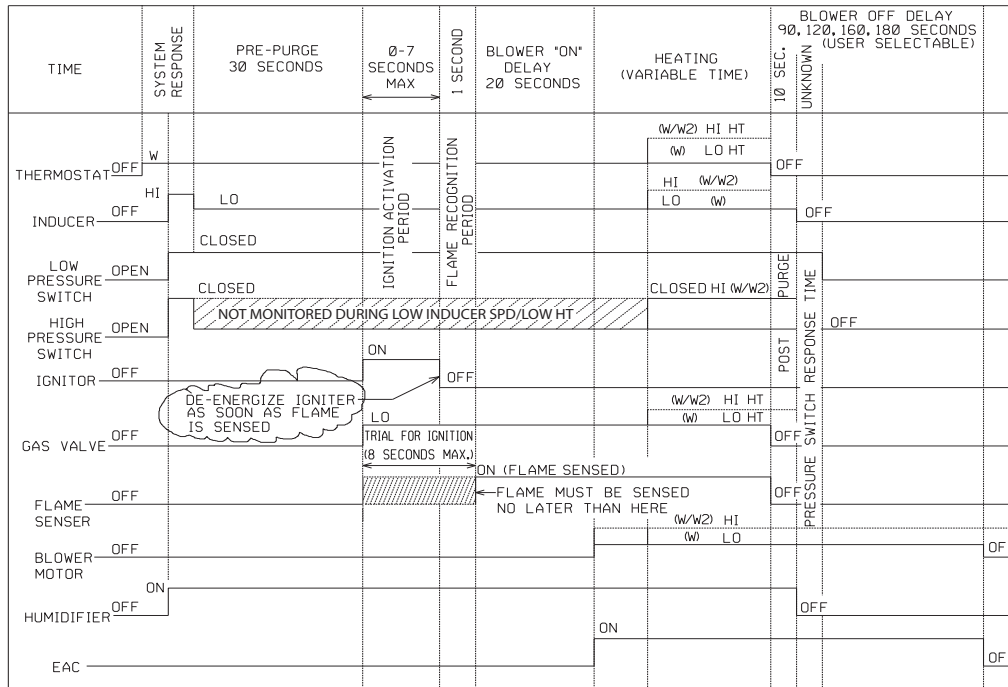 TIME
SYSTEM
RESPONSE
PRE-PURGE
30 SECONDS
0-7
SECONDS
MAX
1 SECOND
BLOWER "ON"
DELAY
20 SECONDS
HEATING
(VARIABLE TIME)
10 SEC.
UNKNOWN
BLOWER OFF DELAY
90,120,160,180 SECONDS
(USER SELECTABLE)
THERMOSTAT
OFF
W
(W/W2) HI HT
(W) LO HT
OFF
IGNITION ACTIVATION
PERIOD
FLAME RECOGNITION
PERIOD
INDUCER
OFF
HI
LO
HI (W/W2)
LO (W)
OFF
LOW
PRESSURE
SWITCH
OPEN
CLOSED
HIGH
PRESSURE
SWITCH
OPEN
CLOSED
NOT MONITORED DURING LOW INDUCER SPD/LOW HT
CLOSED HI (W/W2)
OFF
POST PURGE
PRESSURE SWITCH RESPONSE TIME
IGNITOR
OFF
ON
OFF
DE-ENERGIZE IGNITER
AS SOON AS FLAME
IS SENSED
GAS VALVE
OFF
LO
(W/W2) HI HT
(W) LO HT
OFF
TRIAL FOR IGNITION
(8 SECONDS MAX.)
FLAME
SENSER
OFF
ON (FLAME SENSED)
FLAME MUST BE SENSED
NO LATER THAN HERE
OFF
BLOWER
MOTOR
OFF
(W/W2) HI
(W) LO
OF
HUMIDIFIER
OFF
ON
OFF
EAC
ON
OF